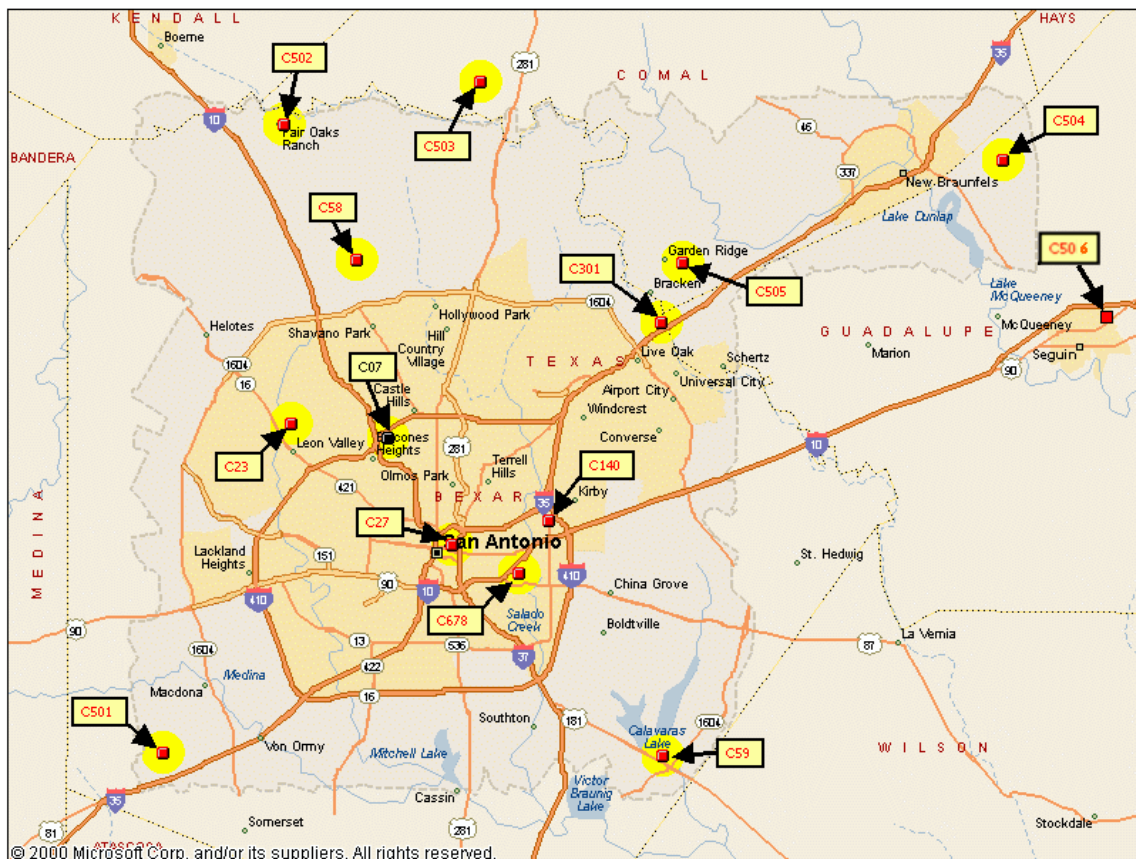 KENDALL
HAYS
Boerne
C502
281
35
COMAL
10
Fair Oaks
Ranch
C503
46
C504
BANDERA
337
New Braunfels
Lake Dunlap
C58
C301
Garden Ridge
C505
C50 6
Bracken
Lake
McQueeney
1604
Hollywood Park
Helotes
Shavano Park
Hill
Country
Village
McQueeney
GUADALUPE
TEXAS
Live Oak
Schertz
Marion
Seguin
1604
16
C07
Castle
Hills
Airport City
Universal City
90
Windcrest
C23
Leon Valley
Balcones
Heights
281
Converse
10
Olmos Park
Terrell
Hills
C140
421
BEXAR
35
Kirby
C27
San Antonio
MEDINA
Lackland
Heights
151
90
St. Hedwig
410
10
C678
410
China Grove
Salado
Creek
Boldtville
La Vernia
90
13
536
87
1604
422
37
Medina
Macdona
16
C501
Southton
181
1604
Calavaras
Lake
WILSON
Von Ormy
Mitchell Lake
C59
Victor
Braunig
Lake
35
Cassin
Somerset
281
Stockdale
81
ATASCOSA
© 2000 Microsoft Corp. and/or its suppliers. All rights reserved.